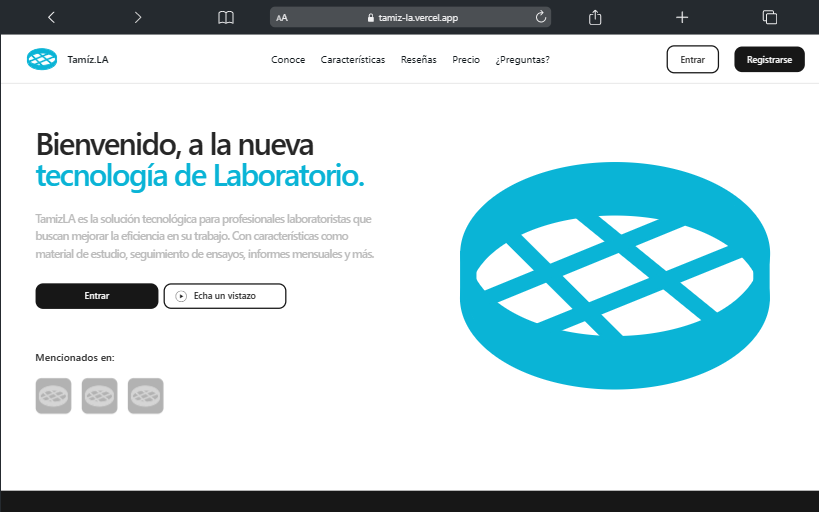 AA tamiz-la.vercel.app
Tamíz.LA Conoce Características Reseñas Precio ¿Preguntas? Entrar Registrarse
Bienvenido, a la nueva
tecnología de Laboratorio.
TamizLA es la solución tecnológica para profesionales laboratoristas que
buscan mejorar la eficiencia en su trabajo. Con características como
material de estudio, seguimiento de ensayos, informes mensuales y más.
Entrar Echa un vistazo
Mencionados en: